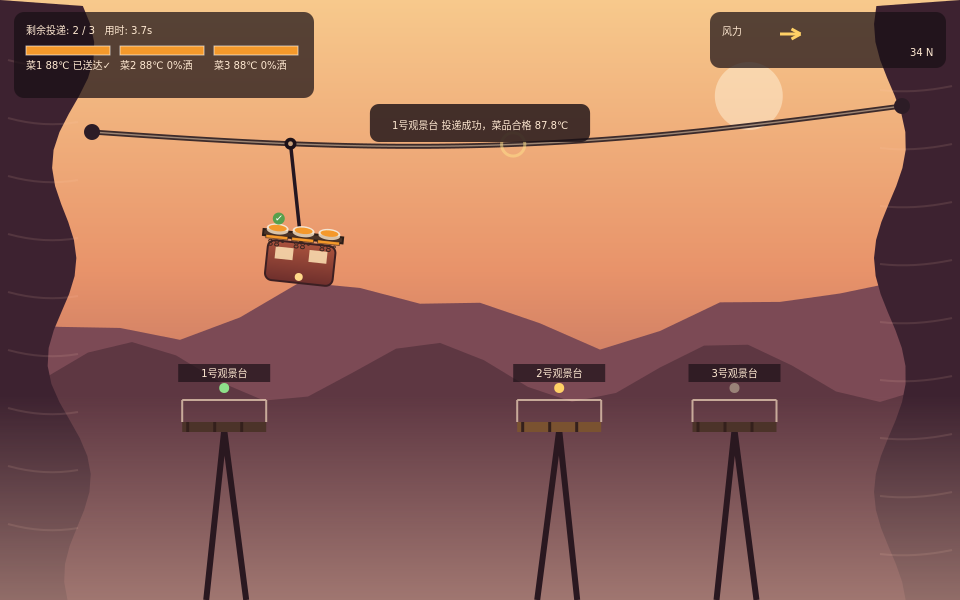 剩余投递: 2 / 3 用时: 3.7s
菜1 88℃ 已送达✓ 菜2 88℃ 0%洒 菜3 88℃ 0%洒
风力
34 N
1号观景台 投递成功，菜品合格 87.8℃
✓
1号观景台
2号观景台
3号观景台